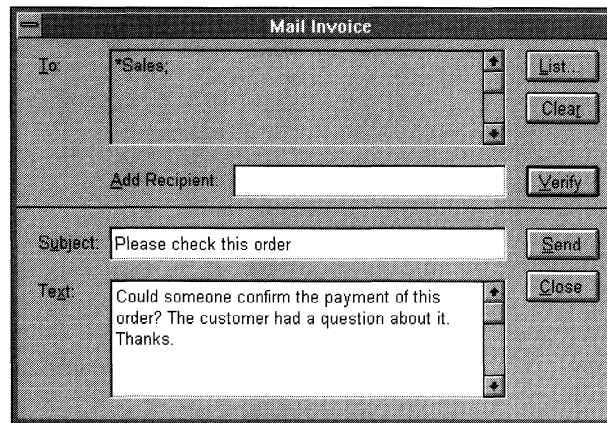 Mail Invoice
To: *Sales; List...
Clear
Add Recipient: Verify
Subject: Please check this order Send
Text: Could someone confirm the payment of this Close
order? The customer had a question about it.
Thanks.